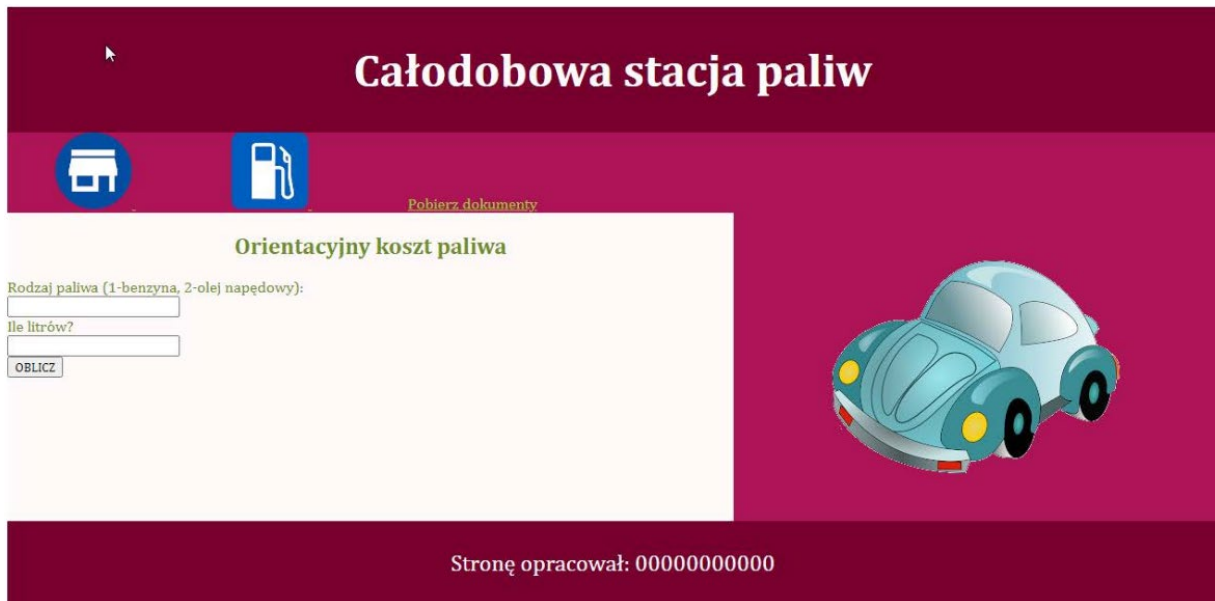 Całodobowa stacja paliw
Pobierz dokumenty
Orientacyjny koszt paliwa
Rodzaj paliwa (1-benzyna, 2-olej napędowy):
Ile litrów?
OBLICZ
Stronę opracował: 00000000000